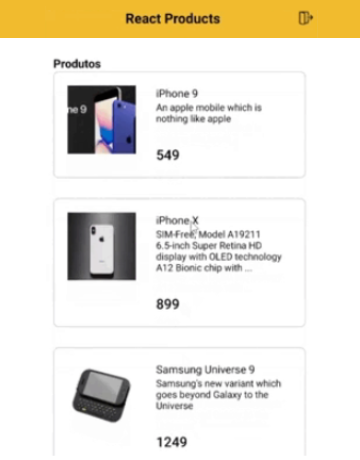 React Products
Produtos
ne 9
iPhone 9
An apple mobile which is
nothing like apple
549
iPhone X
SIM-Free, Model A19211
6.5-inch Super Retina HD
display with OLED technology
A12 Bionic chip with ...
899
Samsung Universe 9
Samsung's new variant which
goes beyond Galaxy to the
Universe
1249